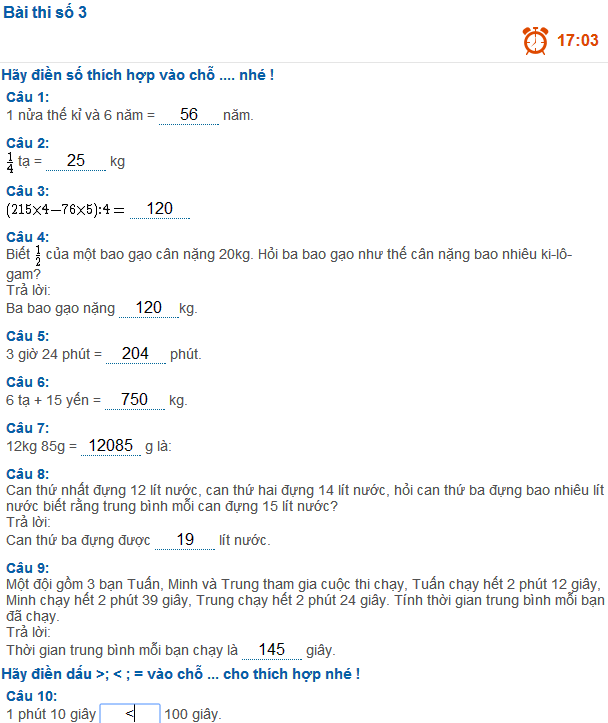 Bài thi số 3
17:03
Hãy điền số thích hợp vào chỗ .... nhé !
Câu 1:
1 nửa thế kỉ và 6 năm = 56 năm.
Câu 2:
1/4 tạ = 25 kg
Câu 3:
(215×4−76×5):4= 120
Câu 4:
Biết 1/2 của một bao gạo cân nặng 20kg. Hỏi ba bao gạo như thế cân nặng bao nhiêu ki-lô-
gam?
Trả lời:
Ba bao gạo nặng 120 kg.
Câu 5:
3 giờ 24 phút = 204 phút.
Câu 6:
6 tạ + 15 yến = 750 kg.
Câu 7:
12kg 85g = 12085 g là:
Câu 8:
Can thứ nhất đựng 12 lít nước, can thứ hai đựng 14 lít nước, hỏi can thứ ba đựng bao nhiêu lít
nước biết rằng trung bình mỗi can đựng 15 lít nước?
Trả lời:
Can thứ ba đựng được 19 lít nước.
Câu 9:
Một đội gồm 3 bạn Tuấn, Minh và Trung tham gia cuộc thi chạy, Tuấn chạy hết 2 phút 12 giây,
Minh chạy hết 2 phút 39 giây, Trung chạy hết 2 phút 24 giây. Tính thời gian trung bình mỗi bạn
đã chạy.
Trả lời:
Thời gian trung bình mỗi bạn chạy là 145 giây.
Hãy điền dấu >; < ; = vào chỗ ... cho thích hợp nhé !
Câu 10:
1 phút 10 giây < 100 giây.